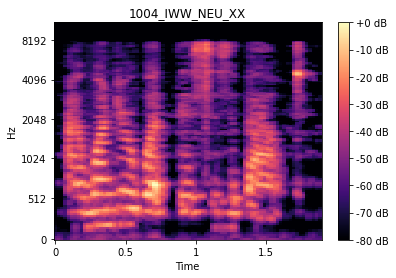 1004_IWW_NEU_XX
8192
4096
2048
1024
512
0
Hz
0
0.5
1
1.5
Time
+0 dB
-10 dB
-20 dB
-30 dB
-40 dB
-50 dB
-60 dB
-70 dB
-80 dB